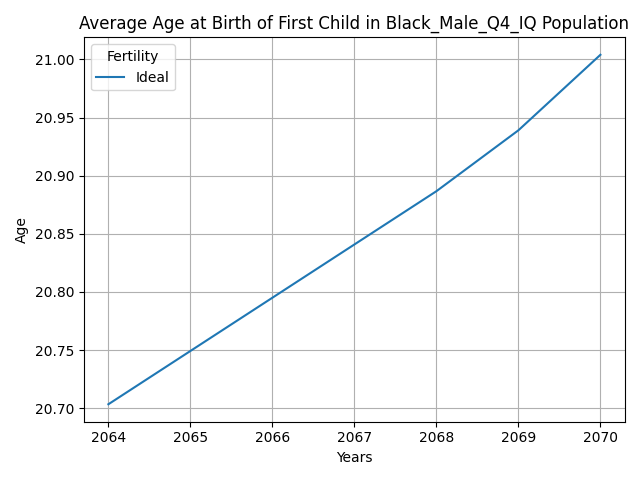 Average Age at Birth of First Child in Black_Male_Q4_IQ Population
Fertility
Ideal
21.00
20.95
20.90
20.85
20.80
20.75
20.70
Age
2064 2065 2066 2067 2068 2069 2070
Years